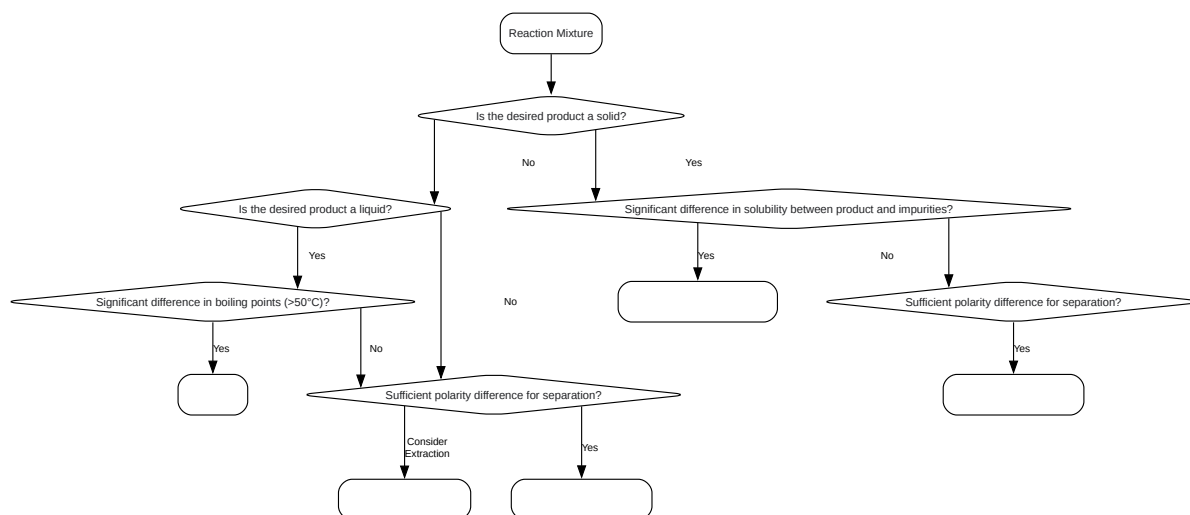 Reaction Mixture
Is the desired product a solid?
No
Yes
Is the desired product a liquid?
Significant difference in solubility between product and impurities?
Yes
Yes
No
Significant difference in boiling points (>50°C)?
No
Sufficient polarity difference for separation?
Yes
No
Yes
Sufficient polarity difference for separation?
Consider
Extraction
Yes